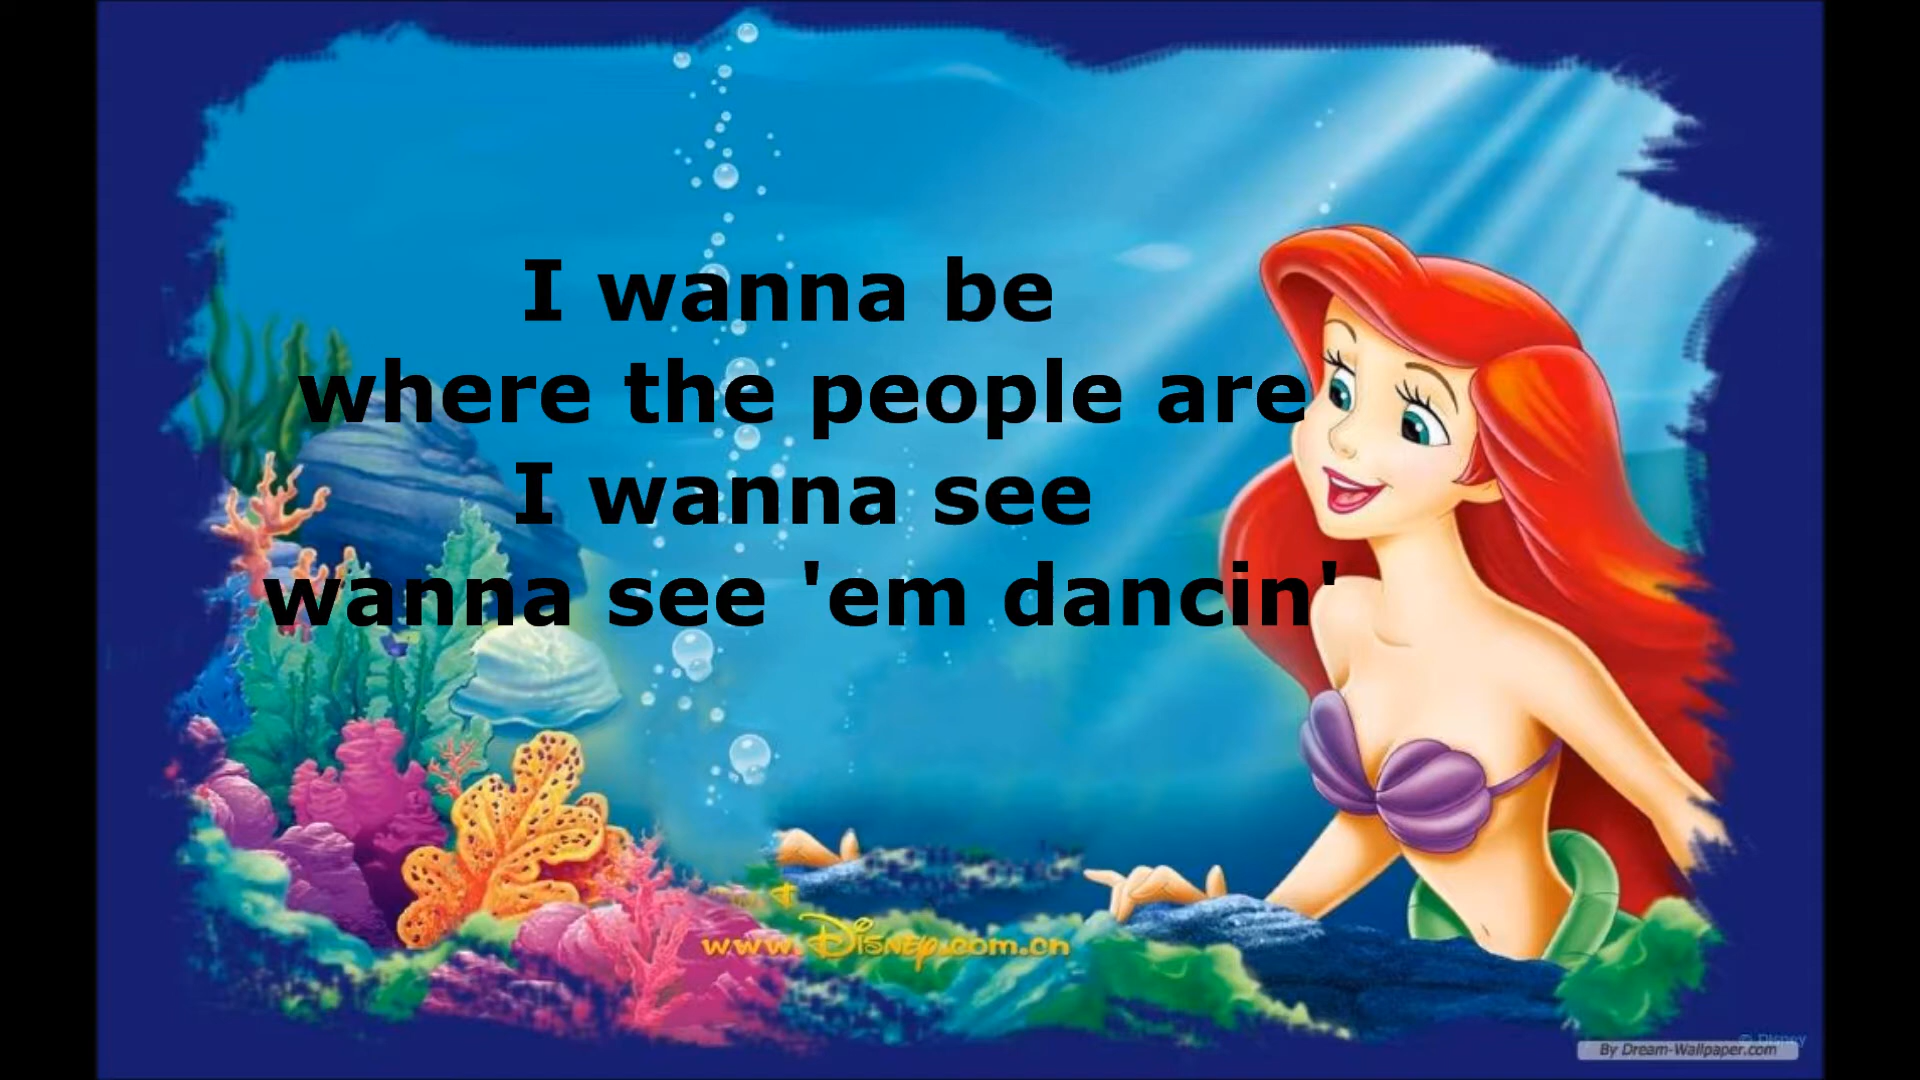 I wanna be
where the people are
I wanna see
wanna see 'em dancin'
www.Disney.com.cn
© Disney
By Dream-Wallpaper.com